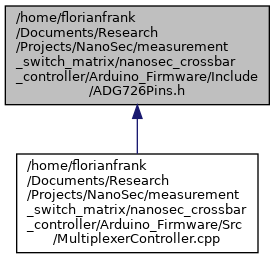 /home/florianfrank
/Documents/Research
/Projects/NanoSec/measurement
_switch_matrix/nanosec_crossbar
_controller/Arduino_Firmware/Include
/ADG726Pins.h
/home/florianfrank
/Documents/Research
/Projects/NanoSec/measurement
_switch_matrix/nanosec_crossbar
_controller/Arduino_Firmware/Src
/MultiplexerController.cpp